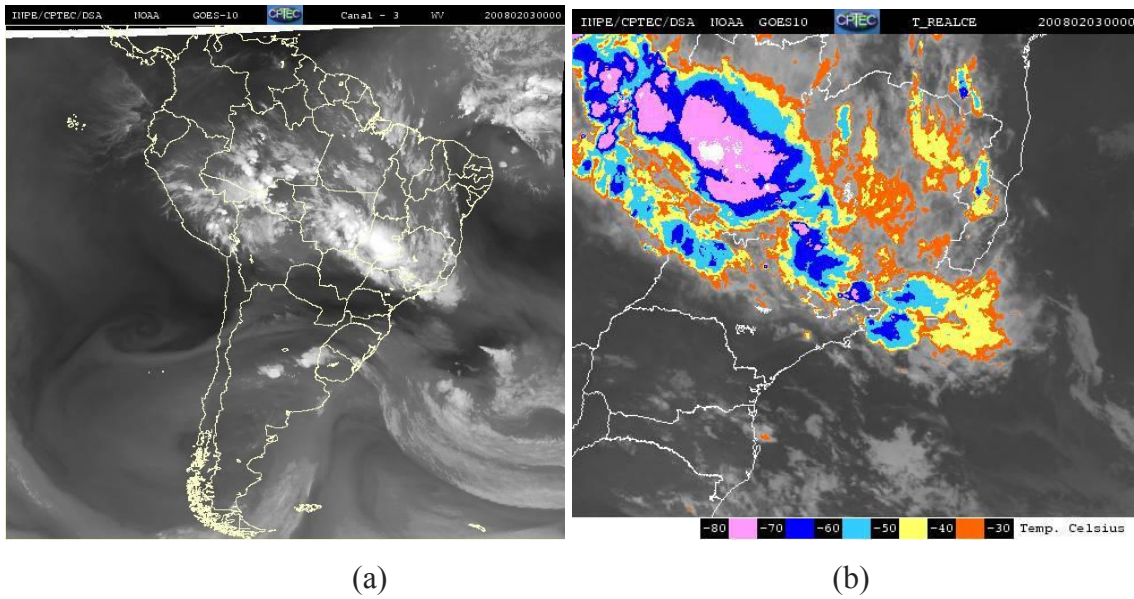 INPE/CPTEC/DSA NOAA GOES-10 CPTEC Canal - 3 WV 200802030000
INPE/CPTEC/DSA NOAA GOES10 CPTEC T_REALCE 200802030000
-80 -70 -60 -50 -40 -30 Temp. Celsius
(a) (b)